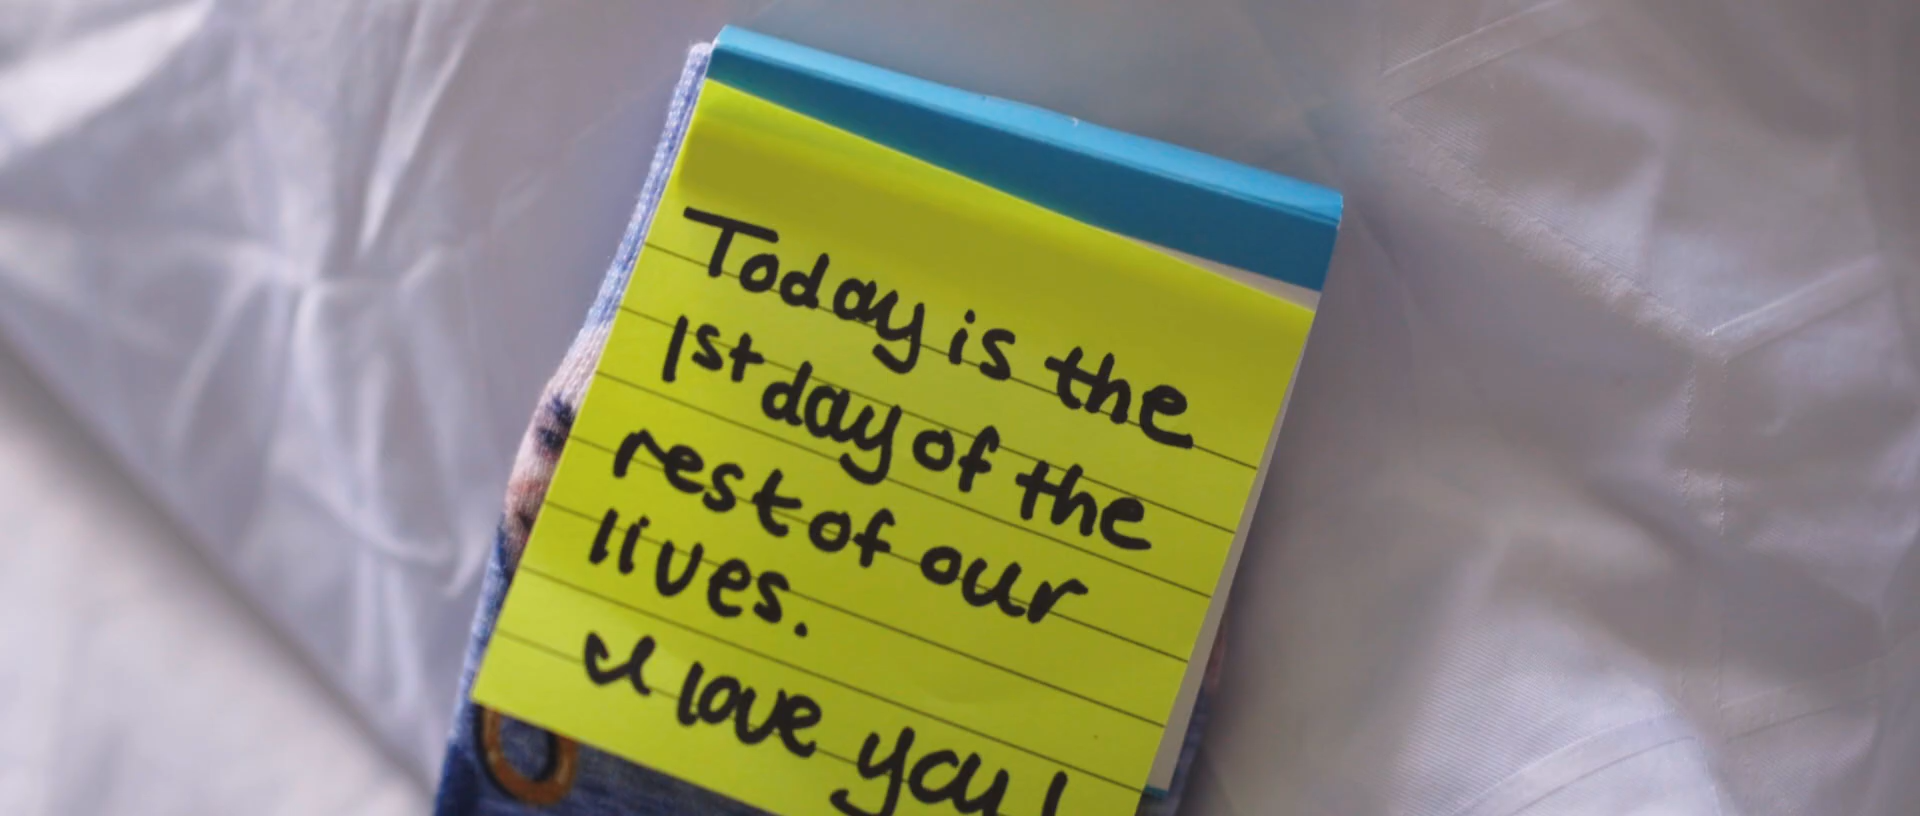 Today is the
1st day of the
rest of our
lives.
I love you!